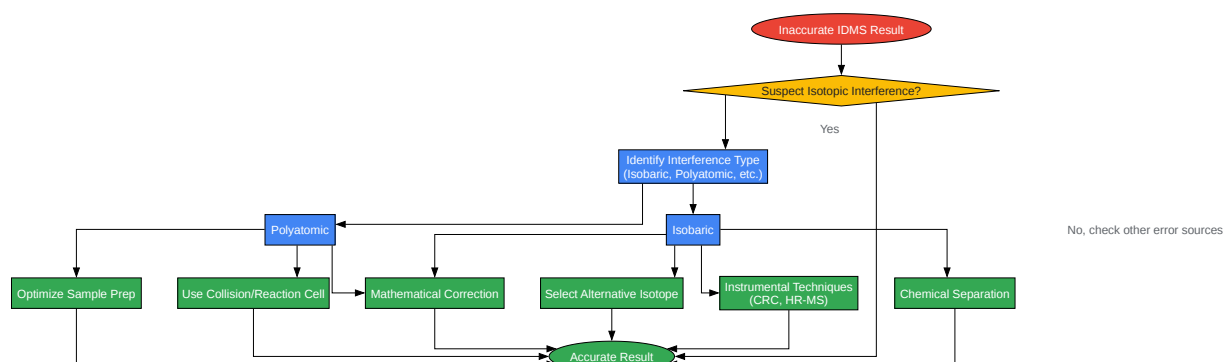 Inaccurate IDMS Result
Suspect Isotopic Interference?
Yes
Identify Interference Type
(Isobaric, Polyatomic, etc.)
Polyatomic
Isobaric
No, check other error sources
Optimize Sample Prep
Use Collision/Reaction Cell
Mathematical Correction
Select Alternative Isotope
Instrumental Techniques
(CRC, HR-MS)
Chemical Separation
Accurate Result